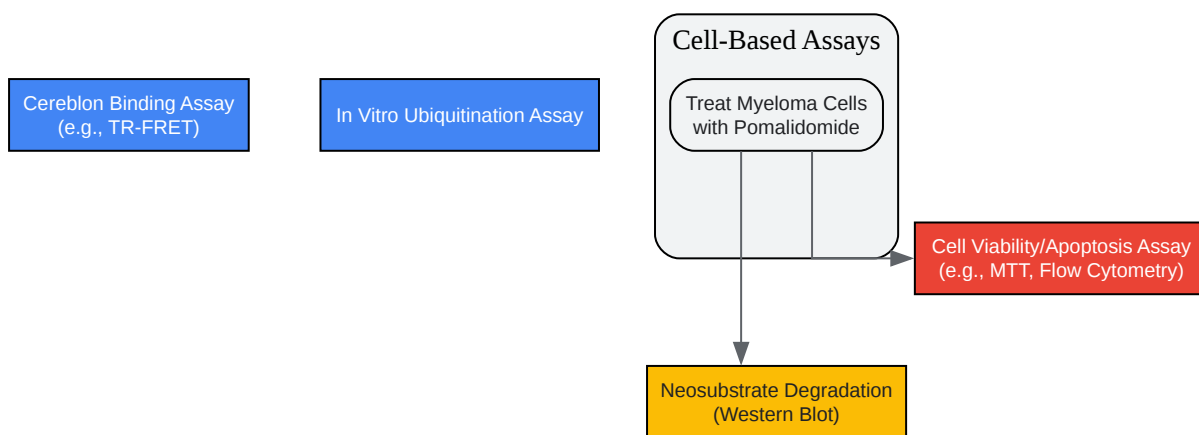 Cell-Based Assays
Cereblon Binding Assay
(e.g., TR-FRET)
In Vitro Ubiquitination Assay
Treat Myeloma Cells
with Pomalidomide
Cell Viability/Apoptosis Assay
(e.g., MTT, Flow Cytometry)
Neosubstrate Degradation
(Western Blot)